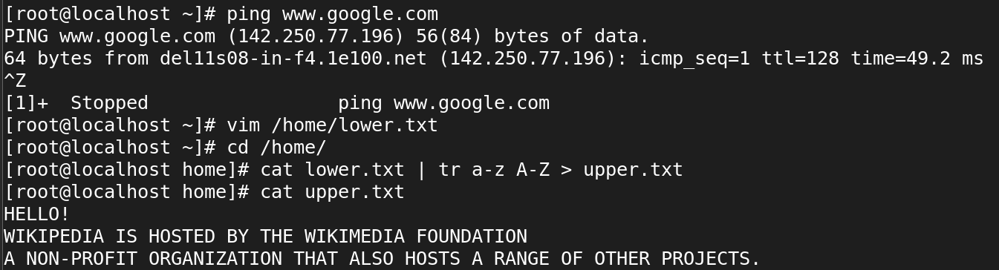 [root@localhost ~]# ping www.google.com
PING www.google.com (142.250.77.196) 56(84) bytes of data.
64 bytes from del11s08-in-f4.1e100.net (142.250.77.196): icmp_seq=1 ttl=128 time=49.2 ms
^Z
[1]+  Stopped                 ping www.google.com
[root@localhost ~]# vim /home/lower.txt
[root@localhost ~]# cd /home/
[root@localhost home]# cat lower.txt | tr a-z A-Z > upper.txt
[root@localhost home]# cat upper.txt
HELLO!
WIKIPEDIA IS HOSTED BY THE WIKIMEDIA FOUNDATION
A NON-PROFIT ORGANIZATION THAT ALSO HOSTS A RANGE OF OTHER PROJECTS.